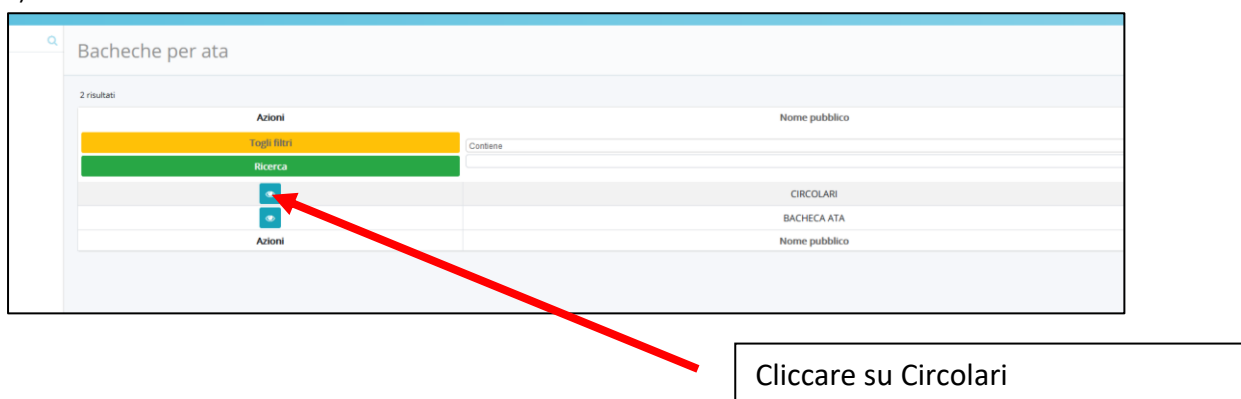 Bacheche per ata
2 risultati
Azioni Nome pubblico
Togli filtri Contiene
Ricerca
CIRCOLARI
BACHECA ATA
Azioni Nome pubblico
Cliccare su Circolari